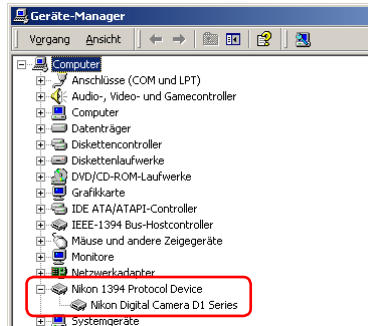 Geräte-Manager
Vorgang Ansicht
Computer
Anschlüsse (COM und LPT)
Audio-, Video- und Gamecontroller
Computer
Datenträger
Diskettencontroller
Diskettenlaufwerke
DVD/CD-ROM-Laufwerke
Grafikkarte
IDE ATA/ATAPI-Controller
IEEE-1394 Bus-Hostcontroller
Mäuse und andere Zeigegeräte
Monitore
Netzwerkadapter
Nikon 1394 Protocol Device
Nikon Digital Camera D1 Series
Systemgeräte